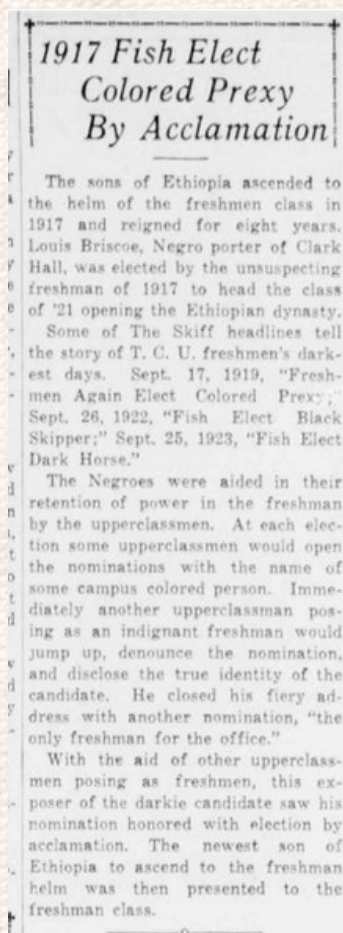 1917 Fish Elect
Colored Prexy
By Acclamation
The sons of Ethiopia ascended to
the helm of the freshmen class in
1917 and reigned for eight years.
Louis Briscoe, Negro porter of Clark
Hall, was elected by the unsuspecting
freshman of 1917 to head the class
of '21 opening the Ethiopian dynasty.
Some of The Skiff headlines tell
the story of T. C. U. freshmen's dark-
est days. Sept. 17, 1919, "Fresh-
men Again Elect Colored Prexy;"
Sept. 26, 1922, "Fish Elect Black
Skipper;" Sept. 25, 1923, "Fish Elect
Dark Horse."
The Negroes were aided in their
retention of power in the freshman
by the upperclassmen. At each elec-
tion some upperclassmen would open
the nominations with the name of
some campus colored person. Imme-
diately another upperclassman pos-
ing as an indignant freshman would
jump up, denounce the nomination,
and disclose the true identity of the
candidate. He closed his fiery ad-
dress with another nomination, "the
only freshman for the office."
With the aid of other upperclass-
men posing as freshmen, this ex-
poser of the darkie candidate saw his
nomination honored with election by
acclamation. The newest son of
Ethiopia to ascend to the freshman
helm was then presented to the
freshman class.